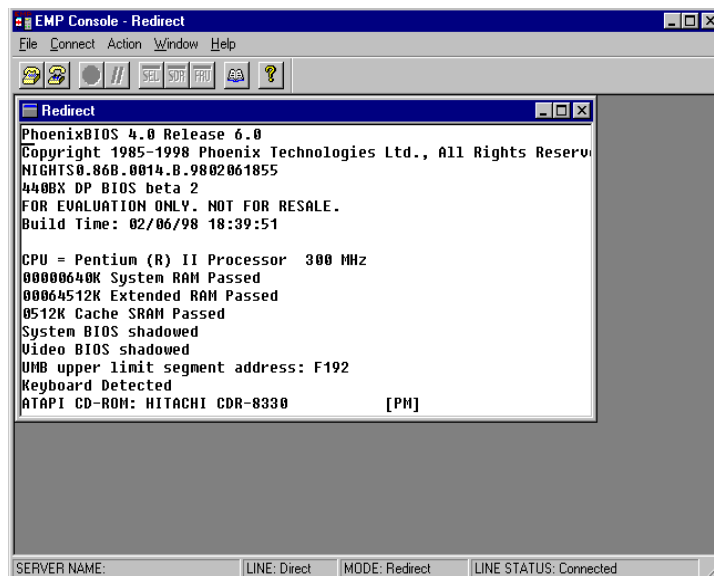 EMP Console - Redirect
File Connect Action Window Help
SEL SDR FRU
Redirect
PhoenixBIOS 4.0 Release 6.0
Copyright 1985-1998 Phoenix Technologies Ltd., All Rights Reserv
NIGHTS0.86B.0014.B.9802061855
440BX DP BIOS beta 2
FOR EVALUATION ONLY. NOT FOR RESALE.
Build Time: 02/06/98 18:39:51
CPU = Pentium (R) II Processor 300 MHz
00000640K System RAM Passed
00064512K Extended RAM Passed
0512K Cache SRAM Passed
System BIOS shadowed
Video BIOS shadowed
UMB upper limit segment address: F192
Keyboard Detected
ATAPI CD-ROM: HITACHI CDR-8330 [PM]
SERVER NAME: LINE: Direct MODE: Redirect LINE STATUS: Connected